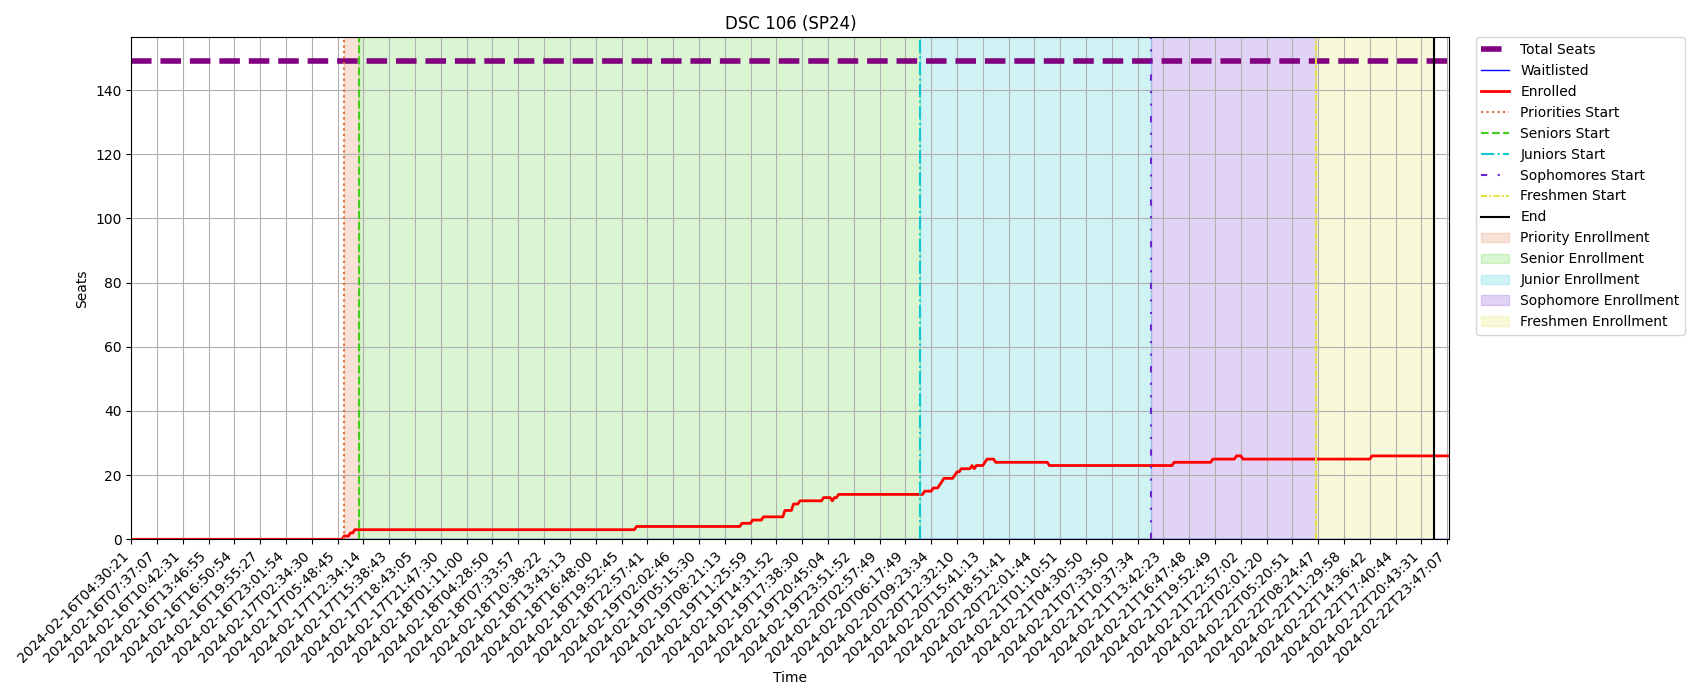 DSC 106 (SP24)
Seats
140
120
100
80
60
40
20
0
2024-02-16T04:30:21
2024-02-16T07:37:07
2024-02-16T10:42:31
2024-02-16T13:46:55
2024-02-16T16:50:54
2024-02-16T19:55:27
2024-02-16T23:01:54
2024-02-17T02:34:30
2024-02-17T05:48:45
2024-02-17T12:34:14
2024-02-17T15:38:43
2024-02-17T18:43:05
2024-02-17T21:47:30
2024-02-18T01:11:00
2024-02-18T04:28:50
2024-02-18T07:33:57
2024-02-18T10:38:22
2024-02-18T13:43:13
2024-02-18T16:48:00
2024-02-18T19:52:45
2024-02-18T22:57:41
2024-02-19T02:02:46
2024-02-19T05:15:30
2024-02-19T08:21:13
2024-02-19T11:25:59
2024-02-19T14:31:52
2024-02-19T17:38:30
2024-02-19T20:45:04
2024-02-19T23:51:52
2024-02-20T02:57:49
2024-02-20T06:17:49
2024-02-20T09:23:34
2024-02-20T12:32:10
2024-02-20T15:41:13
2024-02-20T18:51:41
2024-02-20T22:01:44
2024-02-21T01:10:51
2024-02-21T04:30:50
2024-02-21T07:33:50
2024-02-21T10:37:34
2024-02-21T13:42:23
2024-02-21T16:47:48
2024-02-21T19:52:49
2024-02-21T22:57:02
2024-02-22T02:01:20
2024-02-22T05:20:51
2024-02-22T08:24:47
2024-02-22T11:29:58
2024-02-22T14:36:42
2024-02-22T17:40:44
2024-02-22T20:43:31
2024-02-22T23:47:07
Time
Total Seats
Waitlisted
Enrolled
Priorities Start
Seniors Start
Juniors Start
Sophomores Start
Freshmen Start
End
Priority Enrollment
Senior Enrollment
Junior Enrollment
Sophomore Enrollment
Freshmen Enrollment